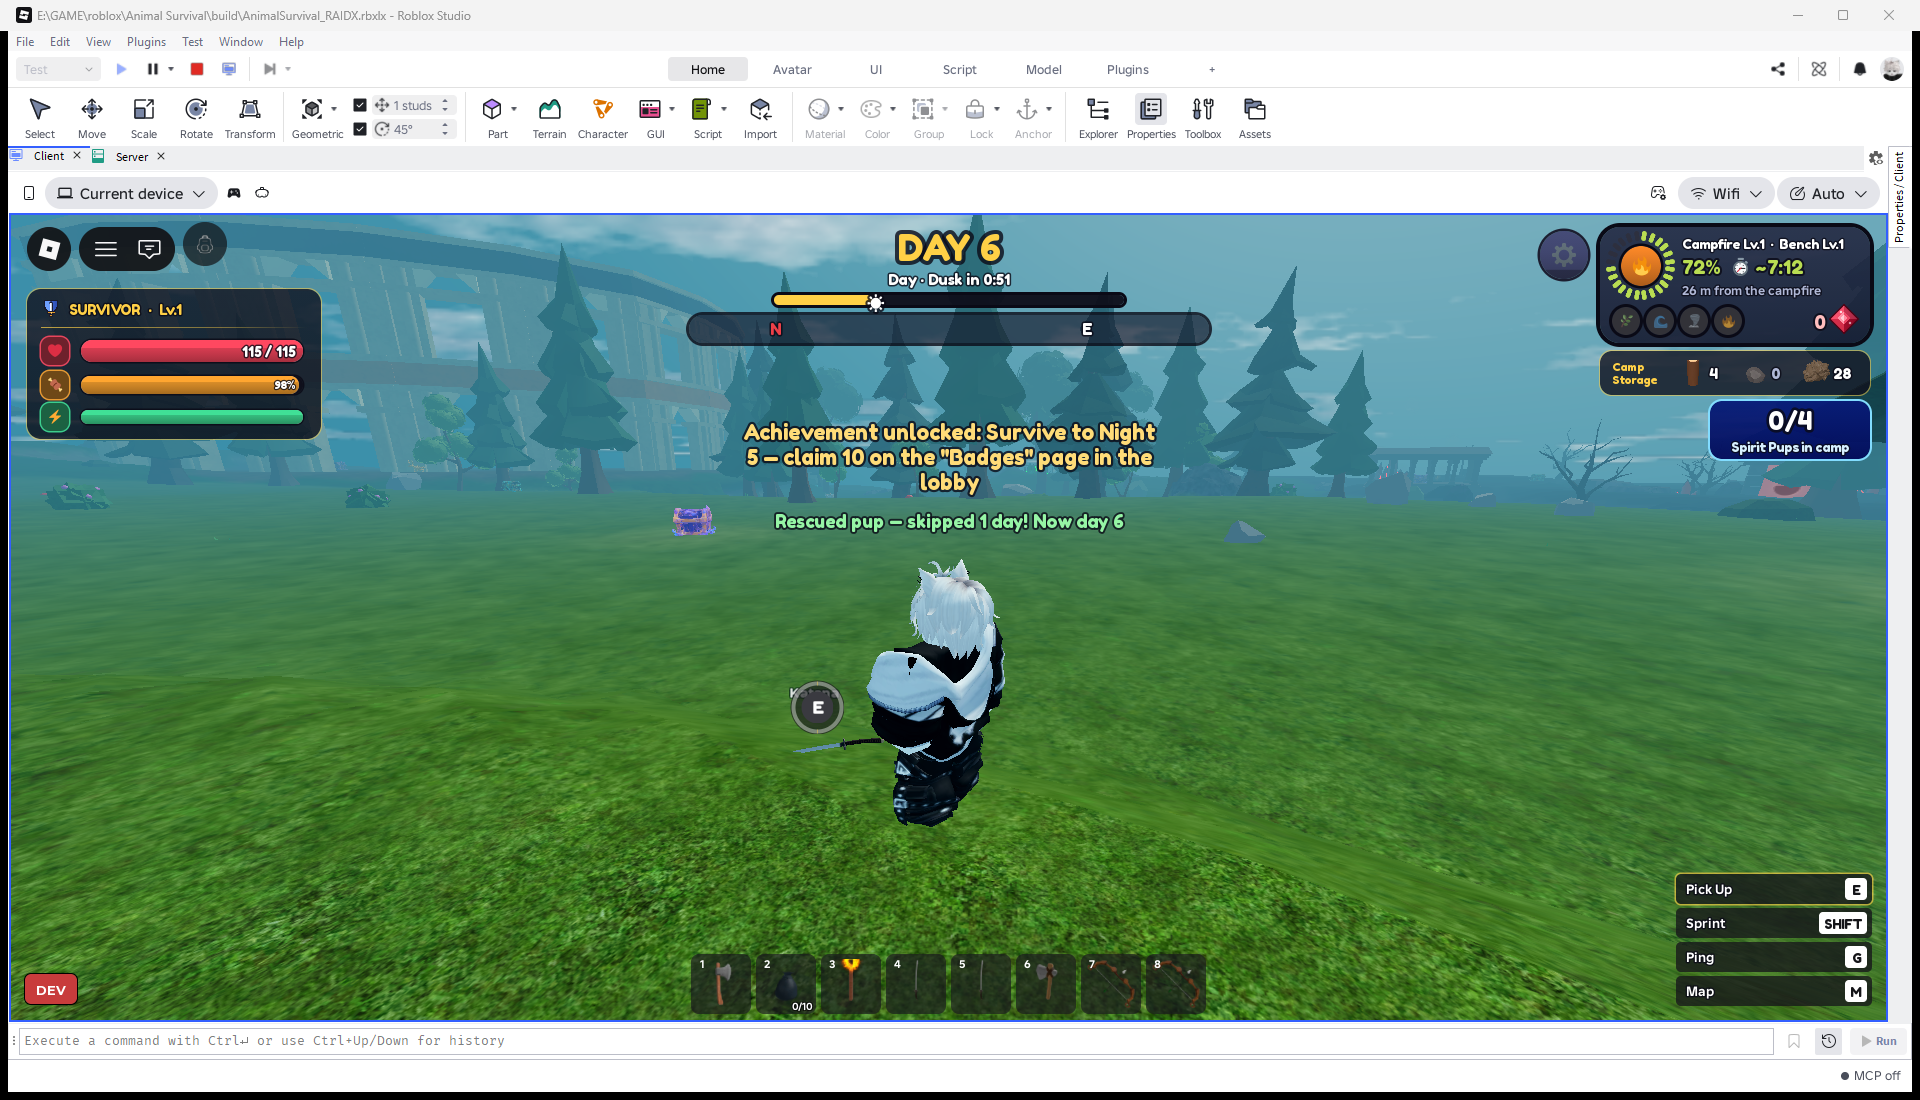 E:\GAME\roblox\Animal Survival\build\AnimalSurvival_RAIDX.rbxlx - Roblox Studio
File Edit View Plugins Test Window Help
Test
Home Avatar UI Script Model Plugins +
1 studs
45°
Select Move Scale Rotate Transform Geometric Part Terrain Character GUI Script Import Material Color Group Lock Anchor Explorer Properties Toolbox Assets
Client Server
Properties / Client
Current device
Wifi Auto
DAY 6
Day · Dusk in 0:51
N E
SURVIVOR · Lv.1
115 / 115
98%
Campfire Lv.1 · Bench Lv.1
72% ~7:12
26 m from the campfire
0
Camp
Storage
4 0 28
0/4
Spirit Pups in camp
Achievement unlocked: Survive to Night
5 – claim 10 on the "Badges" page in the
lobby
Rescued pup – skipped 1 day! Now day 6
E
Pick Up E
Sprint SHIFT
Ping G
Map M
DEV
1 2 3 4 5 6 7 8
0/10
Execute a command with Ctrl↵ or use Ctrl+Up/Down for history
Run
MCP off